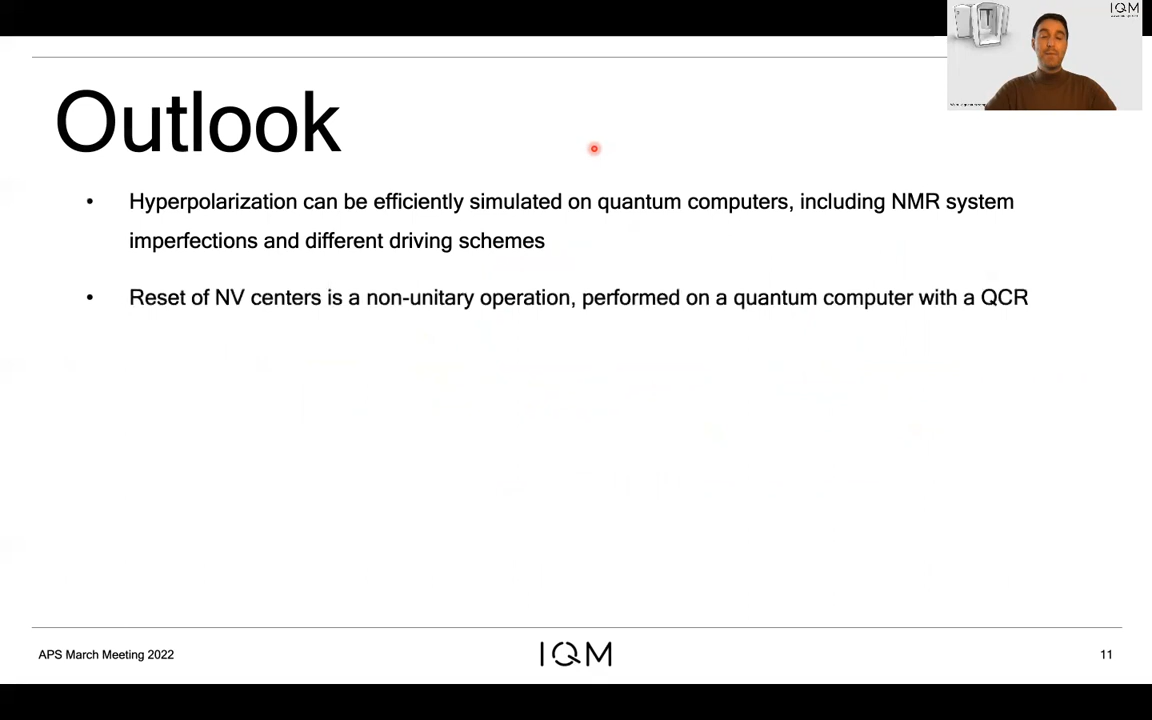 IQM
Outlook
• Hyperpolarization can be efficiently simulated on quantum computers, including NMR system
imperfections and different driving schemes
• Reset of NV centers is a non-unitary operation, performed on a quantum computer with a QCR
APS March Meeting 2022
IQM
11